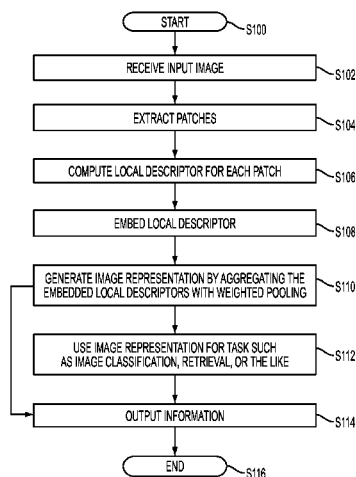 START
S100
RECEIVE INPUT IMAGE
S102
EXTRACT PATCHES
S104
COMPUTE LOCAL DESCRIPTOR FOR EACH PATCH
S106
EMBED LOCAL DESCRIPTOR
S108
GENERATE IMAGE REPRESENTATION BY AGGREGATING THE
EMBEDDED LOCAL DESCRIPTORS WITH WEIGHTED POOLING
S110
USE IMAGE REPRESENTATION FOR TASK SUCH
AS IMAGE CLASSIFICATION, RETRIEVAL, OR THE LIKE
S112
OUTPUT INFORMATION
S114
END
S116